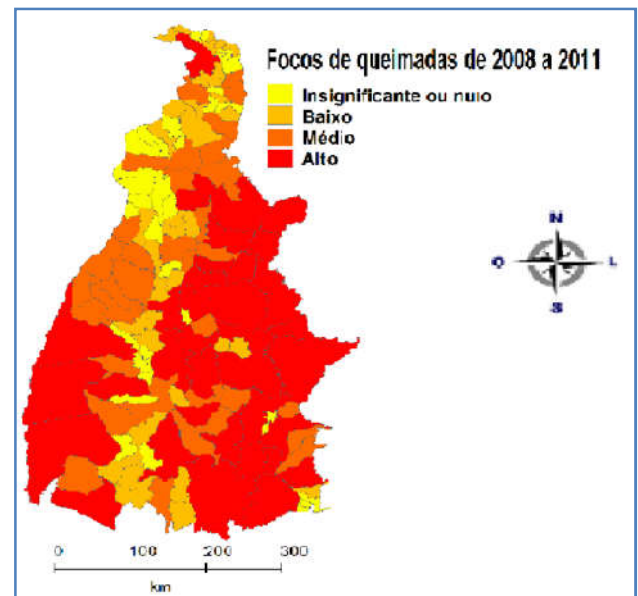 Focos de queimadas de 2008 a 2011
Insignificante ou nulo
Baixo
Médio
Alto
N
O L
S
0 100 200 300
km